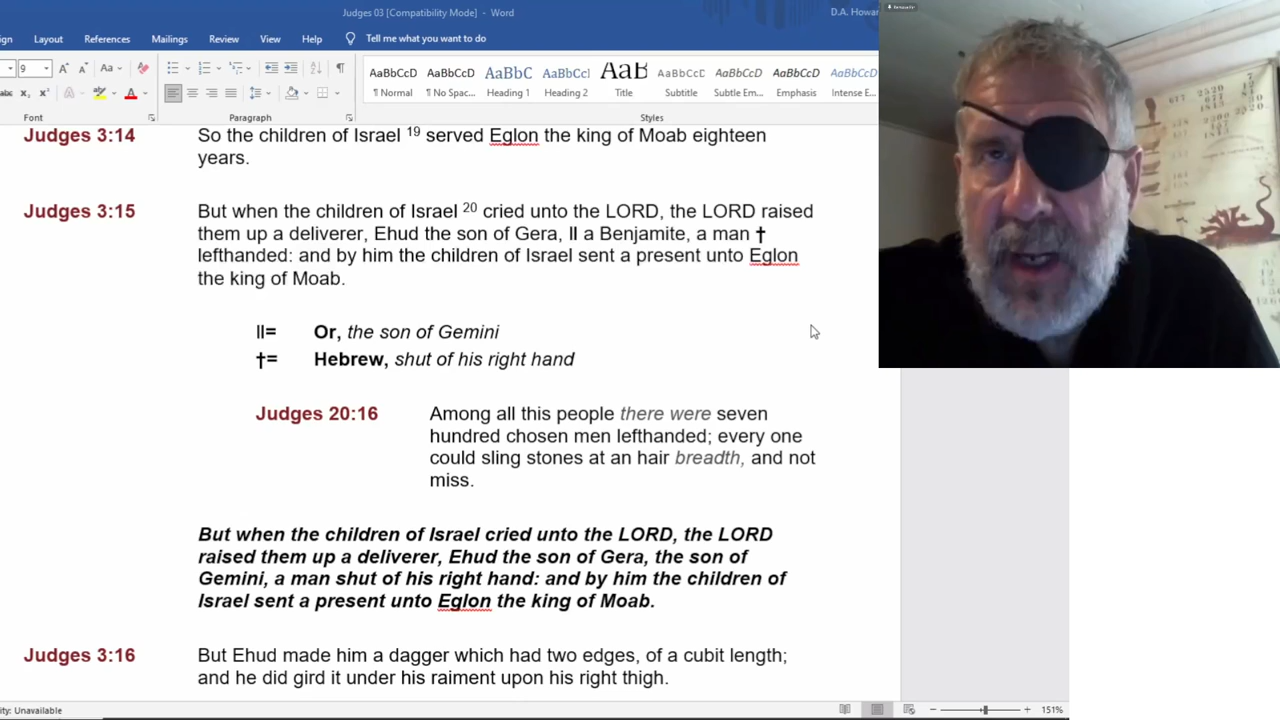 Judges 03 [Compatibility Mode] - Word
D.A. Howar
ign Layout References Mailings Review View Help Tell me what you want to do
9 Aa
abc x₂ x² A A
AaBbCcD AaBbCcD AaBbC AaBbCcl AaB AaBbCcD AaBbCcD AaBbCcD AaBbCcD
¶ Normal ¶ No Spac... Heading 1 Heading 2 Title Subtitle Subtle Em... Emphasis Intense E...
Font Paragraph Styles
Judges 3:14 So the children of Israel 19 served Eglon the king of Moab eighteen
years.
Judges 3:15 But when the children of Israel 20 cried unto the LORD, the LORD raised
them up a deliverer, Ehud the son of Gera, ‖ a Benjamite, a man †
lefthanded: and by him the children of Israel sent a present unto Eglon
the king of Moab.
‖= Or, the son of Gemini
†= Hebrew, shut of his right hand
Judges 20:16 Among all this people there were seven
hundred chosen men lefthanded; every one
could sling stones at an hair breadth, and not
miss.
But when the children of Israel cried unto the LORD, the LORD
raised them up a deliverer, Ehud the son of Gera, the son of
Gemini, a man shut of his right hand: and by him the children of
Israel sent a present unto Eglon the king of Moab.
Judges 3:16 But Ehud made him a dagger which had two edges, of a cubit length;
and he did gird it under his raiment upon his right thigh.
ity: Unavailable
151%